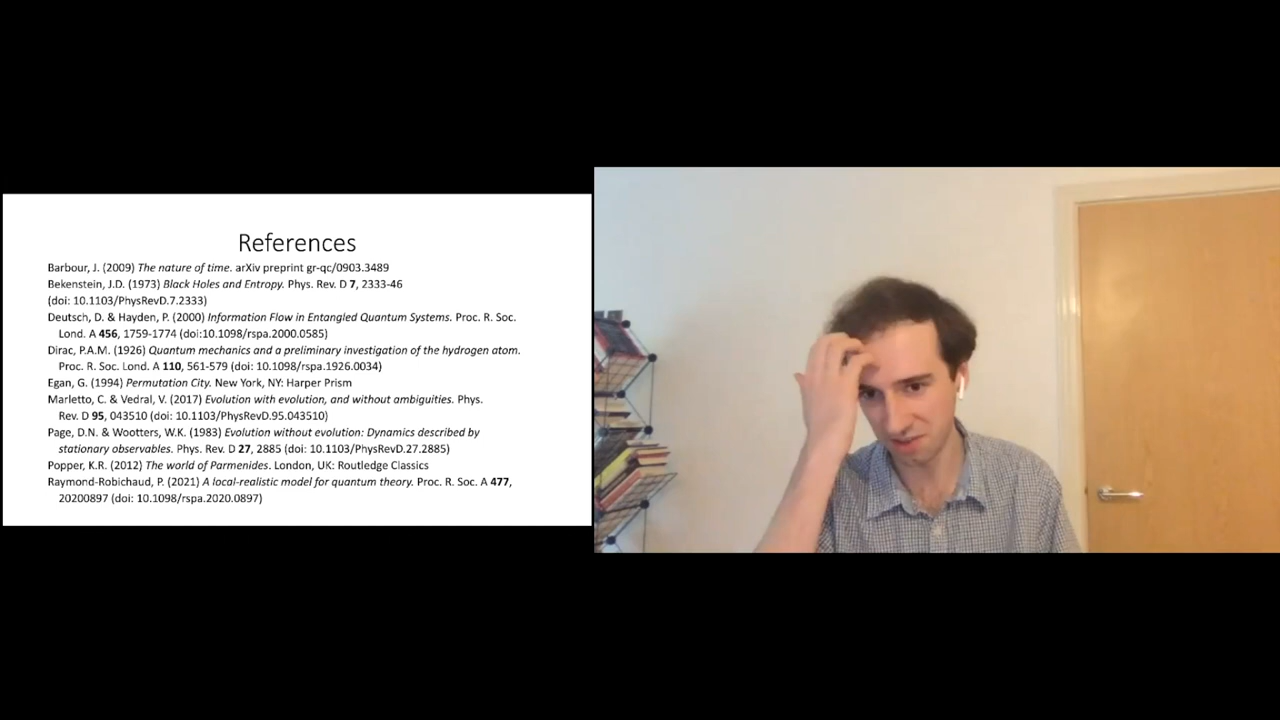 References
Barbour, J. (2009) The nature of time. arXiv preprint gr-qc/0903.3489
Bekenstein, J.D. (1973) Black Holes and Entropy. Phys. Rev. D 7, 2333-46
(doi: 10.1103/PhysRevD.7.2333)
Deutsch, D. & Hayden, P. (2000) Information Flow in Entangled Quantum Systems. Proc. R. Soc.
Lond. A 456, 1759-1774 (doi:10.1098/rspa.2000.0585)
Dirac, P.A.M. (1926) Quantum mechanics and a preliminary investigation of the hydrogen atom.
Proc. R. Soc. Lond. A 110, 561-579 (doi: 10.1098/rspa.1926.0034)
Egan, G. (1994) Permutation City. New York, NY: Harper Prism
Marletto, C. & Vedral, V. (2017) Evolution with evolution, and without ambiguities. Phys.
Rev. D 95, 043510 (doi: 10.1103/PhysRevD.95.043510)
Page, D.N. & Wootters, W.K. (1983) Evolution without evolution: Dynamics described by
stationary observables. Phys. Rev. D 27, 2885 (doi: 10.1103/PhysRevD.27.2885)
Popper, K.R. (2012) The world of Parmenides. London, UK: Routledge Classics
Raymond-Robichaud, P. (2021) A local-realistic model for quantum theory. Proc. R. Soc. A 477,
20200897 (doi: 10.1098/rspa.2020.0897)